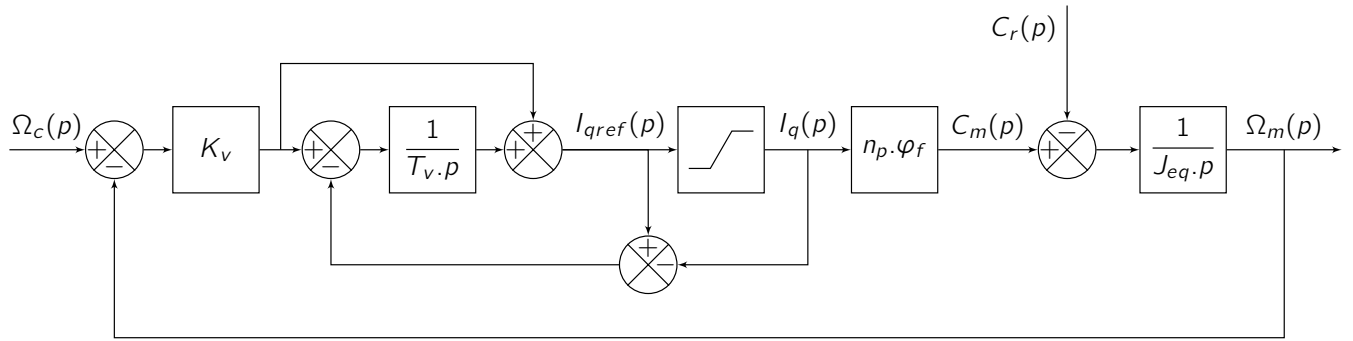 C_r(p)
Ω_c(p)
+
−
K_v
+
−
1
T_v.p
+
+
I_qref(p)
I_q(p)
n_p.φ_f
C_m(p)
−
+
1
J_eq.p
Ω_m(p)
+
−